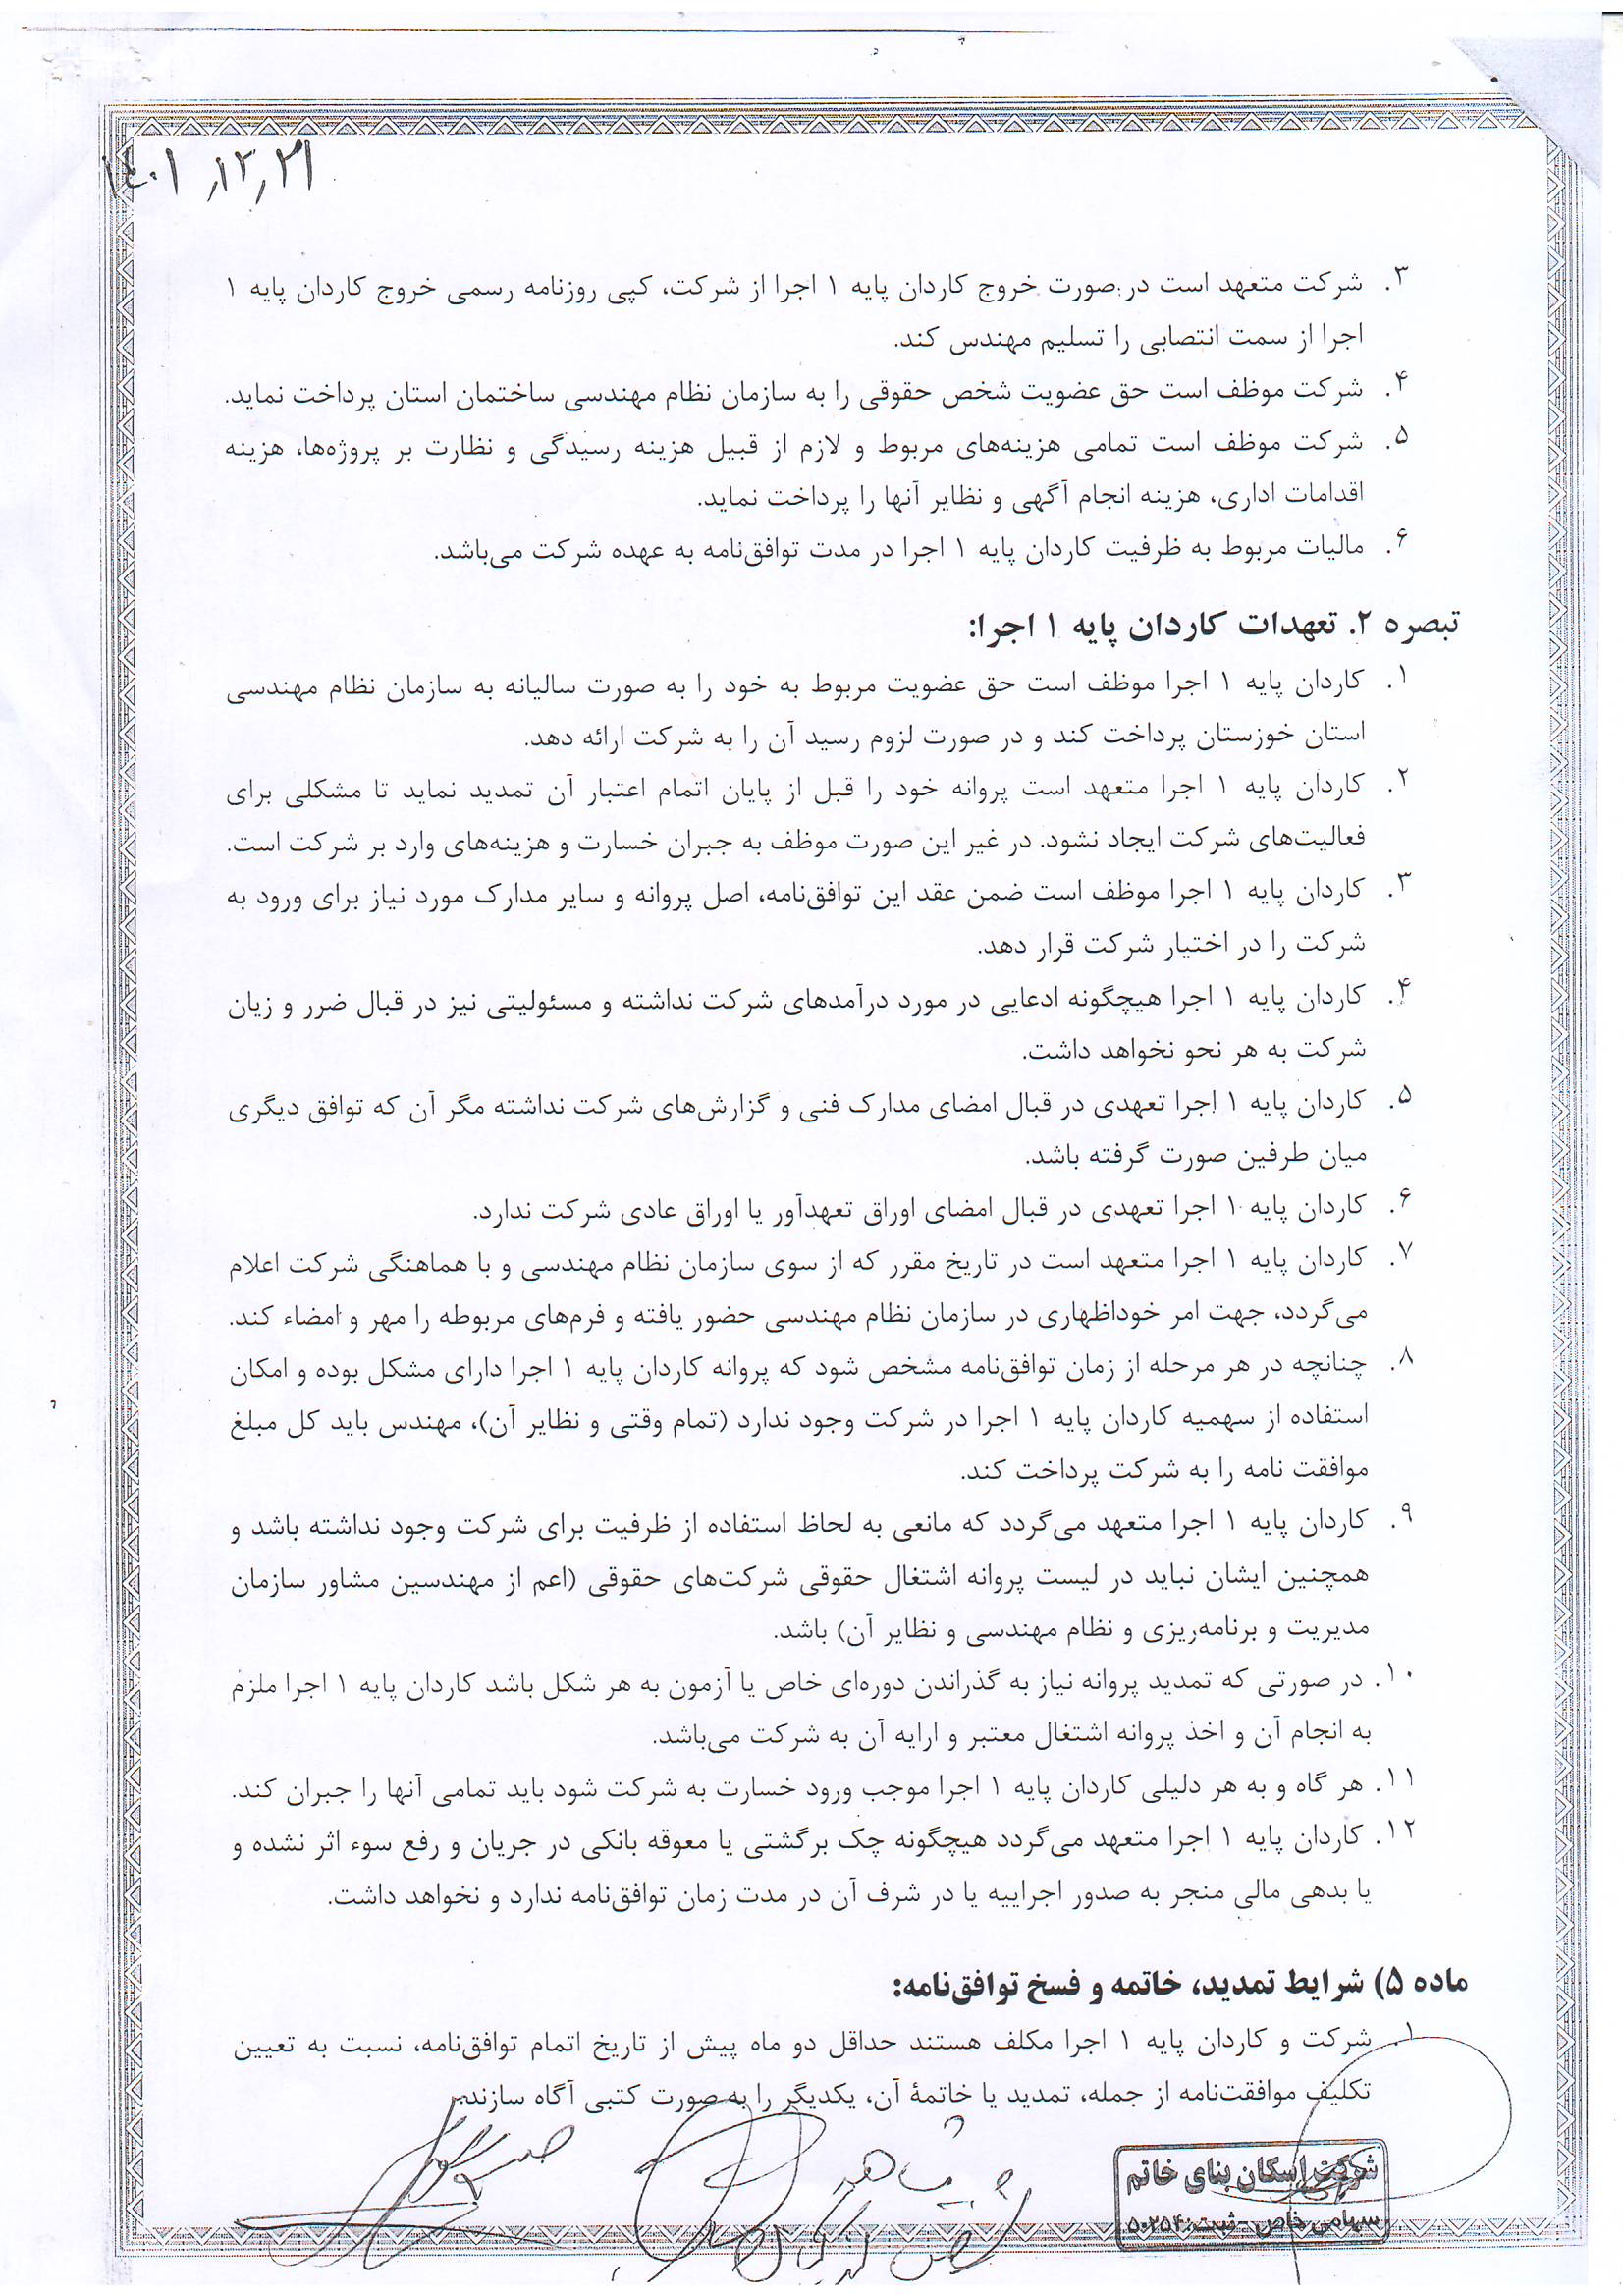 ۱۴۰۱٫۱۲٫۲۱
۳. شرکت متعهد است در صورت خروج کاردان پایه ۱ اجرا از شرکت، کپی روزنامه رسمی خروج کاردان پایه ۱
اجرا از سمت انتصابی را تسلیم مهندس کند.
۴. شرکت موظف است حق عضویت شخص حقوقی را به سازمان نظام مهندسی ساختمان استان پرداخت نماید.
۵. شرکت موظف است تمامی هزینه‌های مربوط و لازم از قبیل هزینه رسیدگی و نظارت بر پروژه‌ها، هزینه
اقدامات اداری، هزینه انجام آگهی و نظایر آنها را پرداخت نماید.
۶. مالیات مربوط به ظرفیت کاردان پایه ۱ اجرا در مدت توافق‌نامه به عهده شرکت می‌باشد.
تبصره ۲. تعهدات کاردان پایه ۱ اجرا:
۱. کاردان پایه ۱ اجرا موظف است حق عضویت مربوط به خود را به صورت سالیانه به سازمان نظام مهندسی
استان خوزستان پرداخت کند و در صورت لزوم رسید آن را به شرکت ارائه دهد.
۲. کاردان پایه ۱ اجرا متعهد است پروانه خود را قبل از پایان اتمام اعتبار آن تمدید نماید تا مشکلی برای
فعالیت‌های شرکت ایجاد نشود. در غیر این صورت موظف به جبران خسارت و هزینه‌های وارد بر شرکت است.
۳. کاردان پایه ۱ اجرا موظف است ضمن عقد این توافق‌نامه، اصل پروانه و سایر مدارک مورد نیاز برای ورود به
شرکت را در اختیار شرکت قرار دهد.
۴. کاردان پایه ۱ اجرا هیچگونه ادعایی در مورد درآمدهای شرکت نداشته و مسئولیتی نیز در قبال ضرر و زیان
شرکت به هر نحو نخواهد داشت.
۵. کاردان پایه ۱ اجرا تعهدی در قبال امضای مدارک فنی و گزارش‌های شرکت نداشته مگر آن که توافق دیگری
میان طرفین صورت گرفته باشد.
۶. کاردان پایه ۱ اجرا تعهدی در قبال امضای اوراق تعهدآور یا اوراق عادی شرکت ندارد.
۷. کاردان پایه ۱ اجرا متعهد است در تاریخ مقرر که از سوی سازمان نظام مهندسی و با هماهنگی شرکت اعلام
می‌گردد، جهت امر خوداظهاری در سازمان نظام مهندسی حضور یافته و فرم‌های مربوطه را مهر و امضاء کند.
۸. چنانچه در هر مرحله از زمان توافق‌نامه مشخص شود که پروانه کاردان پایه ۱ اجرا دارای مشکل بوده و امکان
استفاده از سهمیه کاردان پایه ۱ اجرا در شرکت وجود ندارد (تمام وقتی و نظایر آن)، مهندس باید کل مبلغ
موافقت نامه را به شرکت پرداخت کند.
۹. کاردان پایه ۱ اجرا متعهد می‌گردد که مانعی به لحاظ استفاده از ظرفیت برای شرکت وجود نداشته باشد و
همچنین ایشان نباید در لیست پروانه اشتغال حقوقی شرکت‌های حقوقی (اعم از مهندسین مشاور سازمان
مدیریت و برنامه‌ریزی و نظام مهندسی و نظایر آن) باشد.
۱۰. در صورتی که تمدید پروانه نیاز به گذراندن دوره‌ای خاص یا آزمون به هر شکل باشد کاردان پایه ۱ اجرا ملزم
به انجام آن و اخذ پروانه اشتغال معتبر و ارایه آن به شرکت می‌باشد.
۱۱. هر گاه و به هر دلیلی کاردان پایه ۱ اجرا موجب ورود خسارت به شرکت شود باید تمامی آنها را جبران کند.
۱۲. کاردان پایه ۱ اجرا متعهد می‌گردد هیچگونه چک برگشتی یا معوقه بانکی در جریان و رفع سوء اثر نشده و
یا بدهی مالی منجر به صدور اجراییه یا در شرف آن در مدت زمان توافق‌نامه ندارد و نخواهد داشت.
ماده ۵) شرایط تمدید، خاتمه و فسخ توافق‌نامه:
۱. شرکت و کاردان پایه ۱ اجرا مکلف هستند حداقل دو ماه پیش از تاریخ اتمام توافق‌نامه، نسبت به تعیین
تکلیف موافقت‌نامه از جمله، تمدید یا خاتمهٔ آن، یکدیگر را به صورت کتبی آگاه سازند.
شرکت اسکان بنای خاتم
سهامی خاص - ثبت: ۵۰۲۵۴